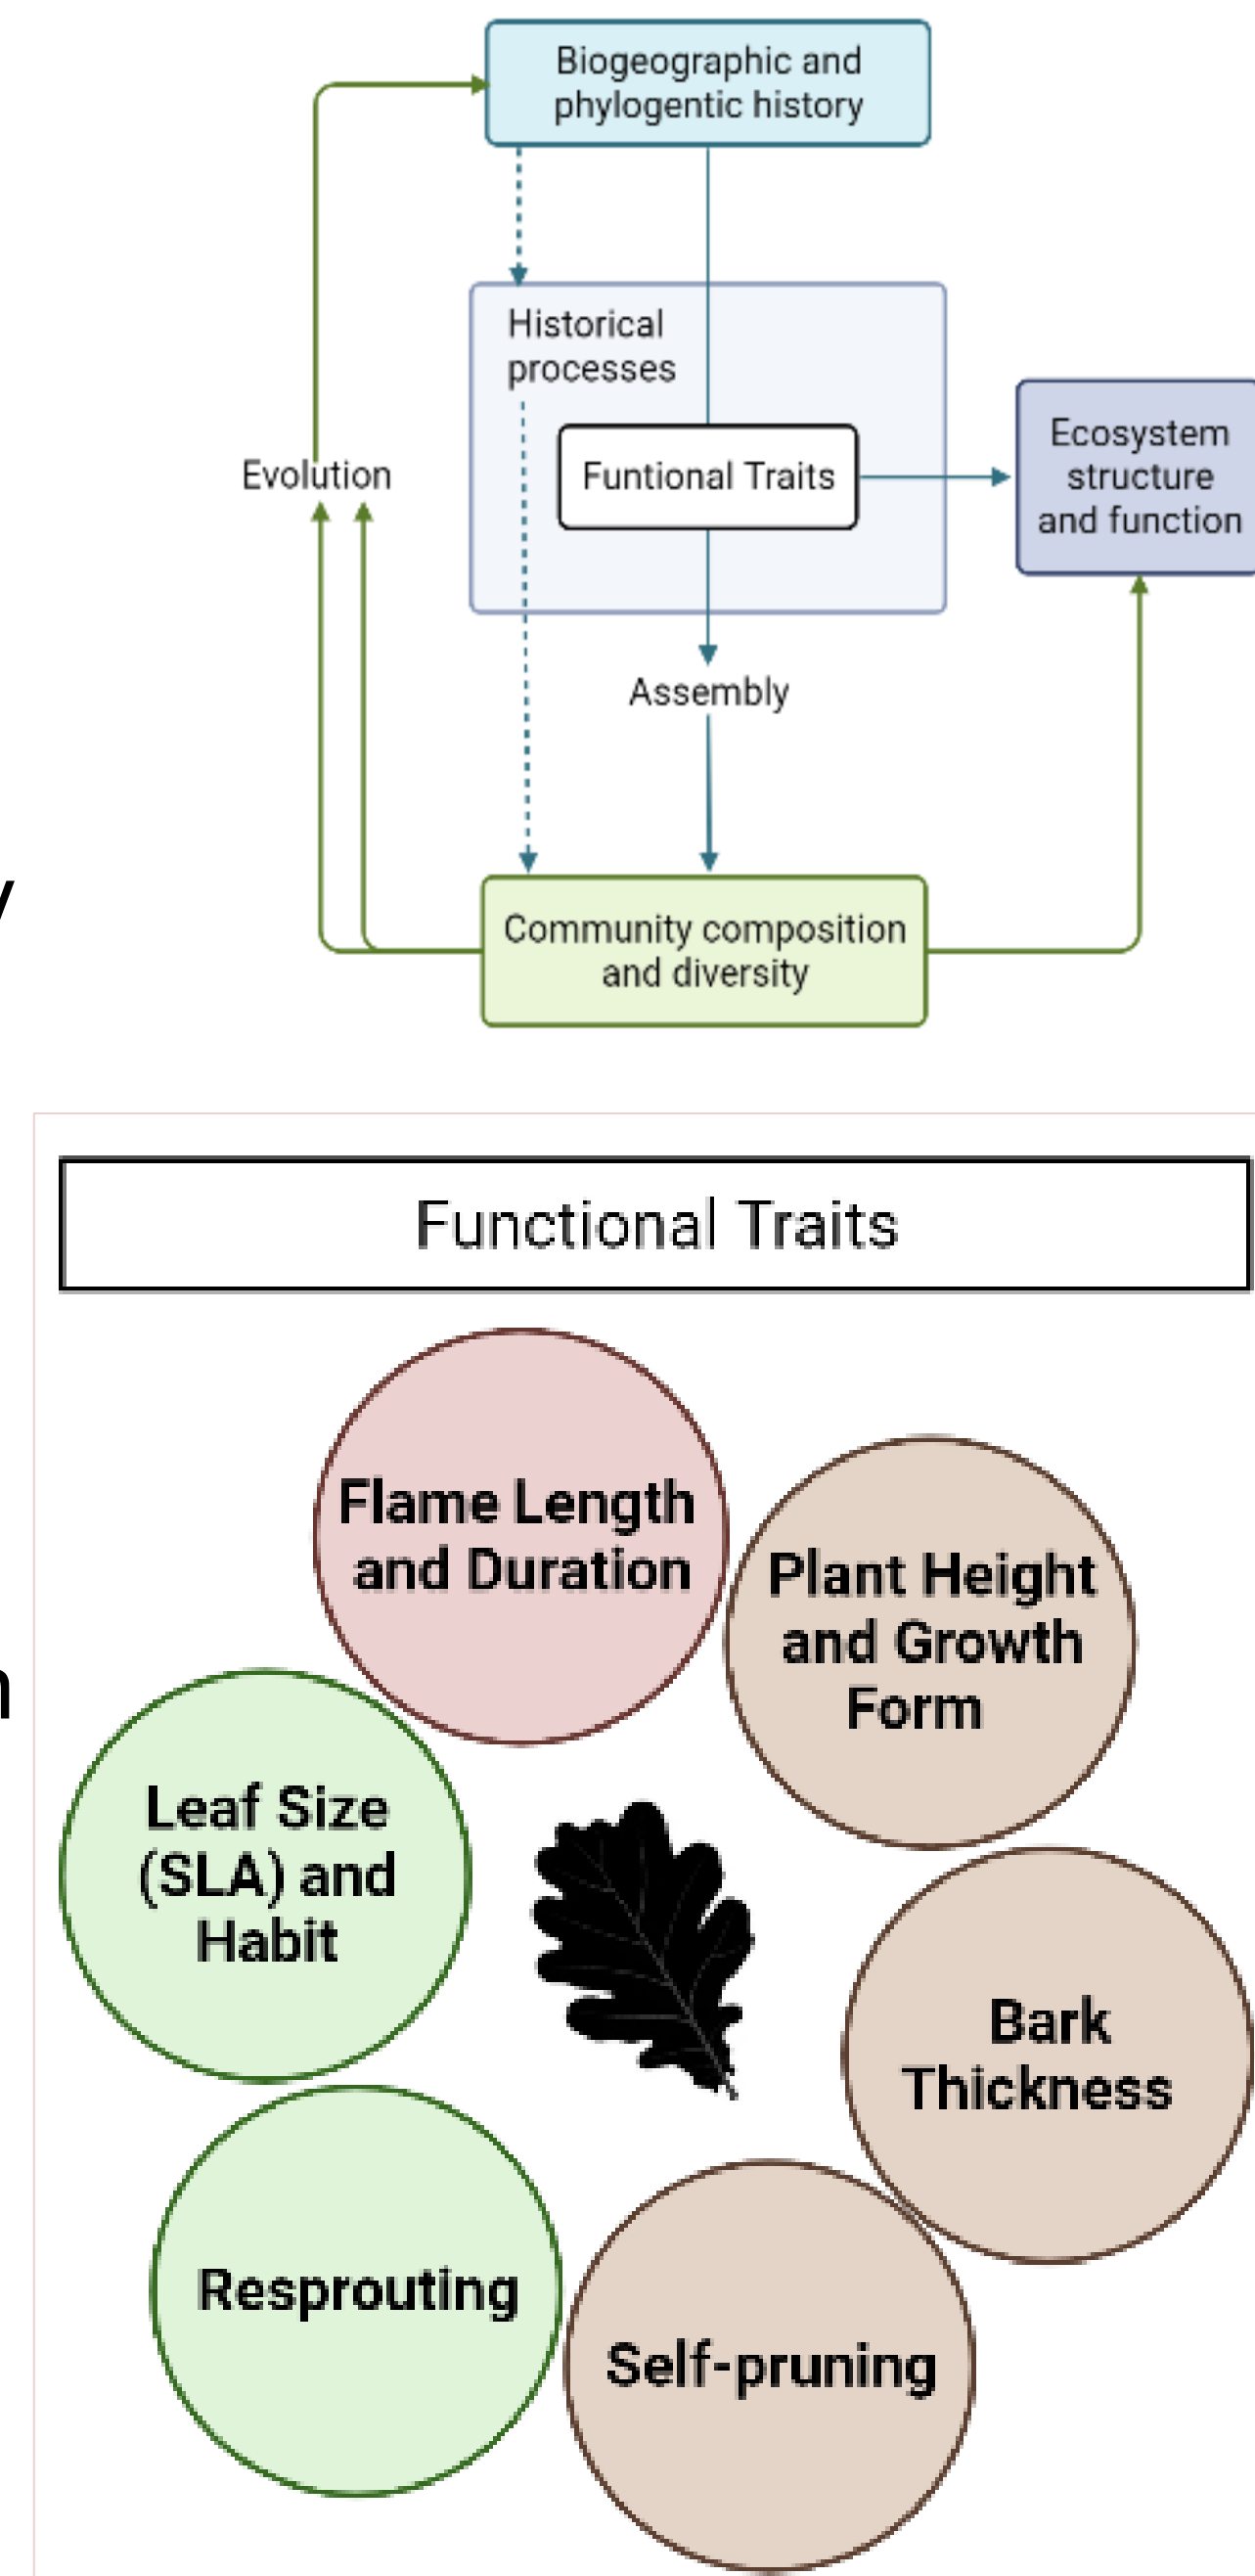 Biogeographic and
phylogentic history
Historical
processes
Funtional Traits
Ecosystem
structure
and function
Evolution
Assembly
Community composition
and diversity
y
n
Functional Traits
Flame Length
and Duration
Plant Height
and Growth
Form
Leaf Size
(SLA) and
Habit
Bark
Thickness
Resprouting
Self-pruning